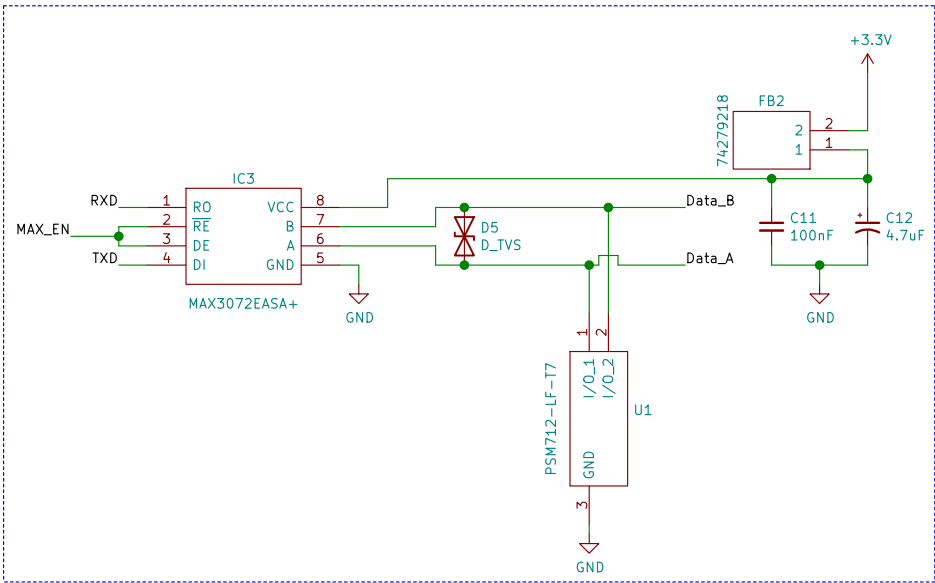 +3.3V
FB2
74279218
2
2
1
1
IC3
RXD
1
RO
VCC
8
Data_B
MAX_EN
2
RE
B
7
D5
C11
C12
3
DE
A
6
D_TVS
100nF
4.7uF
+
TXD
4
DI
GND
5
Data_A
MAX3072EASA+
GND
GND
1
2
I/O_1
I/O_2
PSM712-LF-T7
U1
GND
3
GND